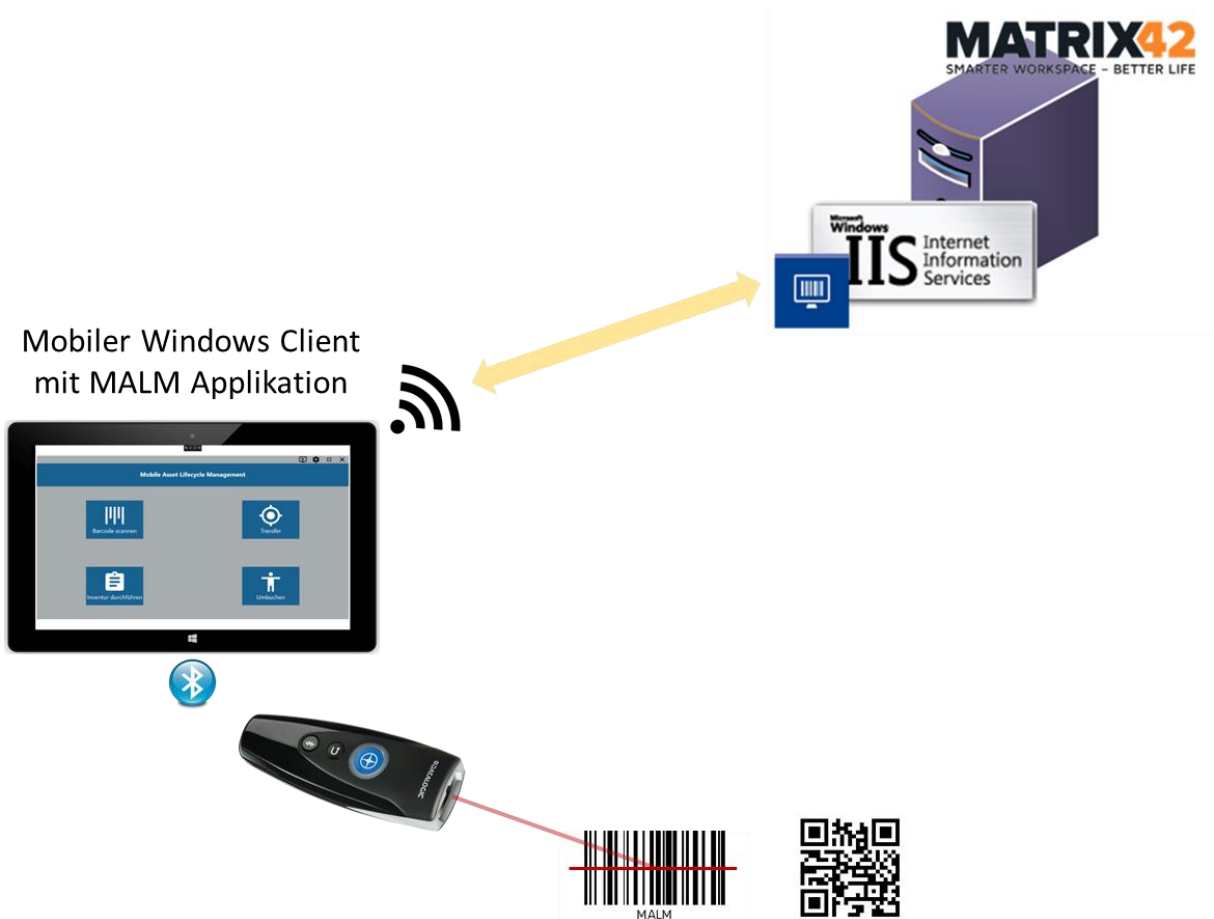 MATRIX42
SMARTER WORKSPACE – BETTER LIFE
Microsoft
Windows
IIS
Internet
Information
Services
Mobiler Windows Client
mit MALM Applikation
Mobile Asset Lifecycle Management
Barcode scannen
Transfer
Inventur durchführen
Umbuchen
DATALOGIC
MALM